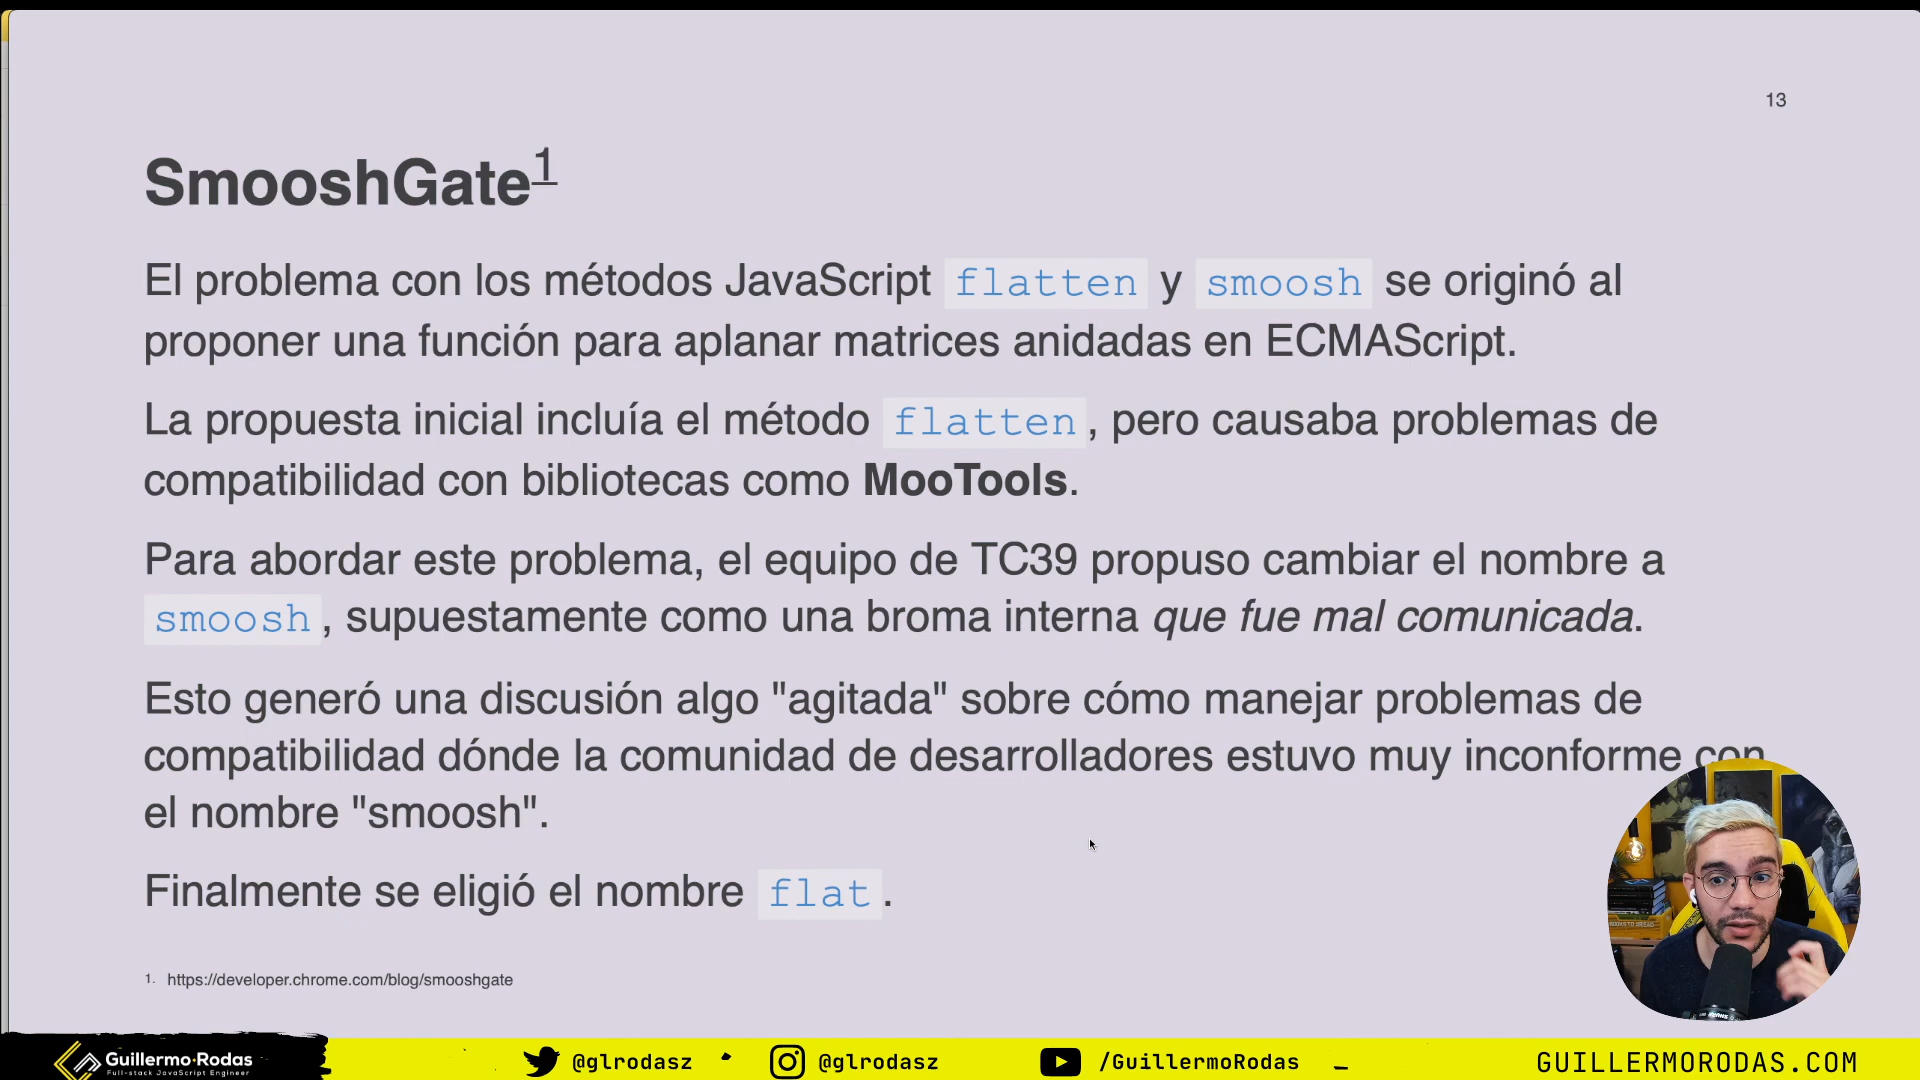 13
SmooshGate1
El problema con los métodos JavaScript flatten y smoosh se originó al
proponer una función para aplanar matrices anidadas en ECMAScript.
La propuesta inicial incluía el método flatten, pero causaba problemas de
compatibilidad con bibliotecas como MooTools.
Para abordar este problema, el equipo de TC39 propuso cambiar el nombre a
smoosh, supuestamente como una broma interna que fue mal comunicada.
Esto generó una discusión algo "agitada" sobre cómo manejar problemas de
compatibilidad dónde la comunidad de desarrolladores estuvo muy inconforme con
el nombre "smoosh".
Finalmente se eligió el nombre flat.
1. https://developer.chrome.com/blog/smooshgate
Guillermo·Rodas
Full-stack JavaScript Engineer
@glrodasz
@glrodasz
/GuillermoRodas
GUILLERMORODAS.COM